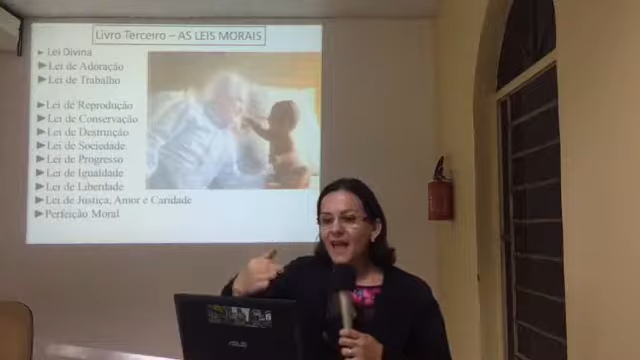 Livro Terceiro – AS LEIS MORAIS
Lei Divina
Lei de Adoração
Lei de Trabalho
Lei de Reprodução
Lei de Conservação
Lei de Destruição
Lei de Sociedade
Lei de Progresso
Lei de Igualdade
Lei de Liberdade
Lei de Justiça, Amor e Caridade
Perfeição Moral
ASUS